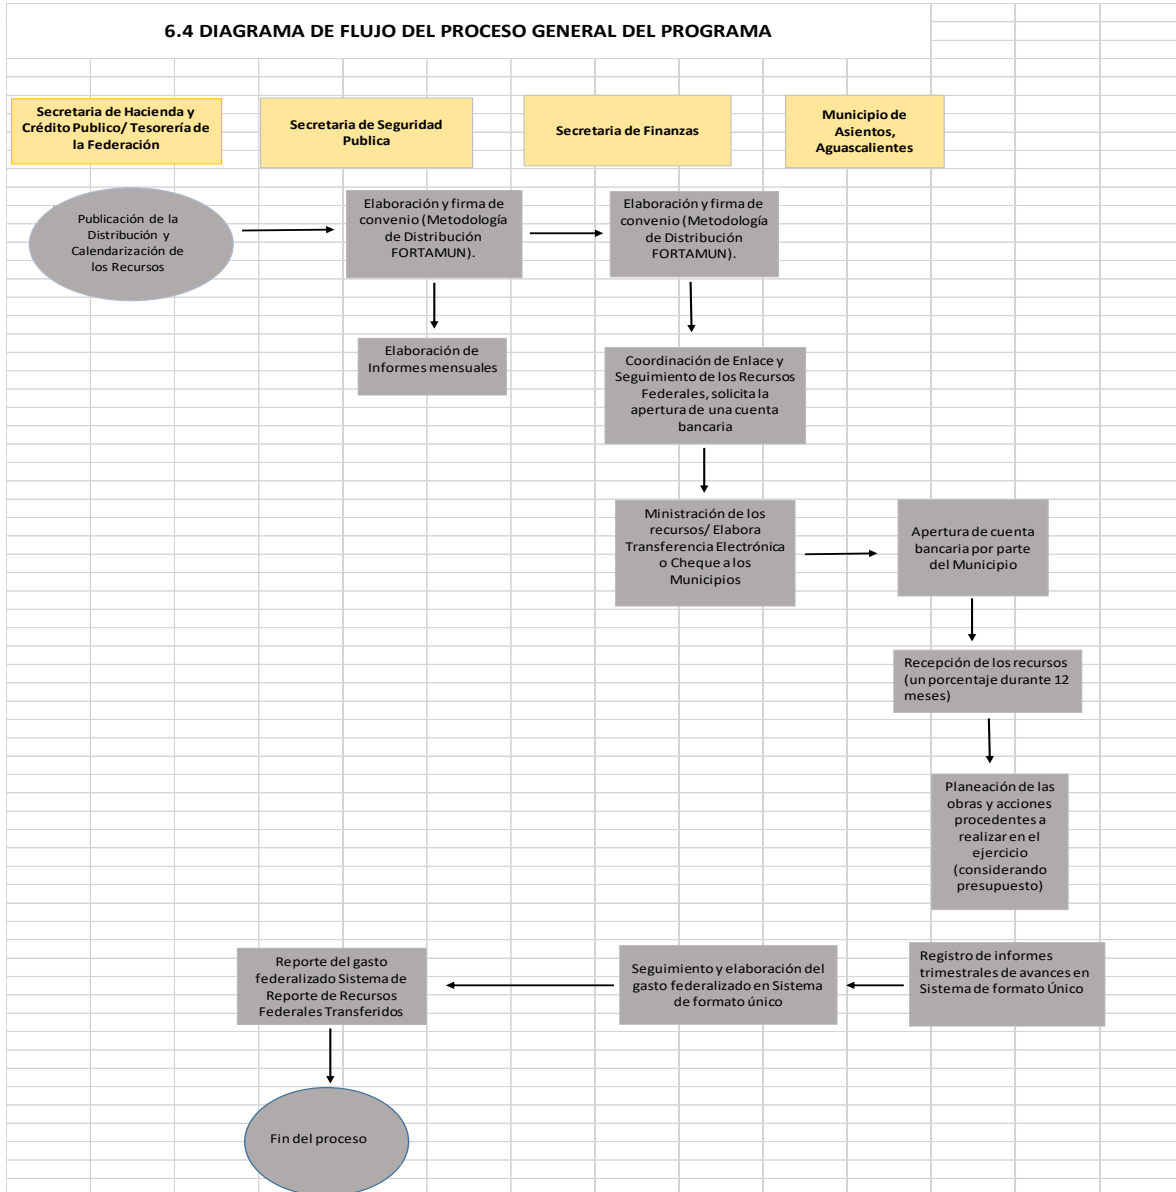 6.4 DIAGRAMA DE FLUJO DEL PROCESO GENERAL DEL PROGRAMA
Secretaria de Hacienda y
Crédito Publico/ Tesorería de
la Federación
Secretaria de Seguridad
Publica
Secretaria de Finanzas
Municipio de
Asientos,
Aguascalientes
Publicación de la
Distribución y
Calendarización de
los Recursos
Elaboración y firma de
convenio (Metodología
de Distribución
FORTAMUN).
Elaboración y firma de
convenio (Metodología
de Distribución
FORTAMUN).
Elaboración de
Informes mensuales
Coordinación de Enlace y
Seguimiento de los Recursos
Federales, solicita la
apertura de una cuenta
bancaria
Ministración de los
recursos/ Elabora
Transferencia Electrónica
o Cheque a los
Municipios
Apertura de cuenta
bancaria por parte
del Municipio
Recepción de los recursos
(un porcentaje durante 12
meses)
Planeación de las
obras y acciones
procedentes a
realizar en el
ejercicio
(considerando
presupuesto)
Registro de informes
trimestrales de avances en
Sistema de formato Único
Seguimiento y elaboración del
gasto federalizado en Sistema
de formato único
Reporte del gasto
federalizado Sistema de
Reporte de Recursos
Federales Transferidos
Fin del proceso